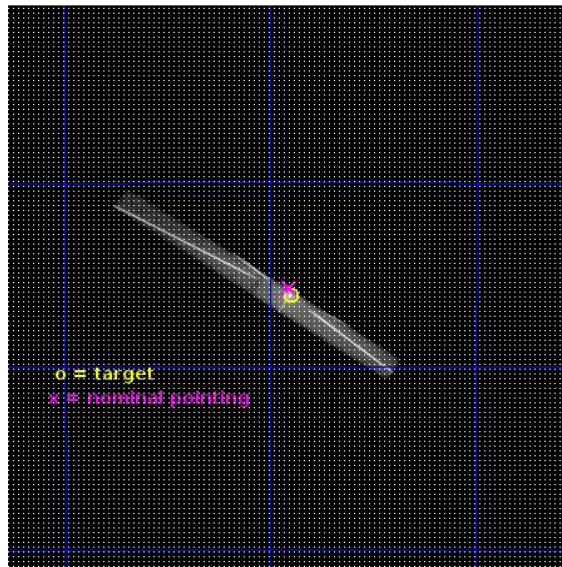 o = target
x = nominal pointing